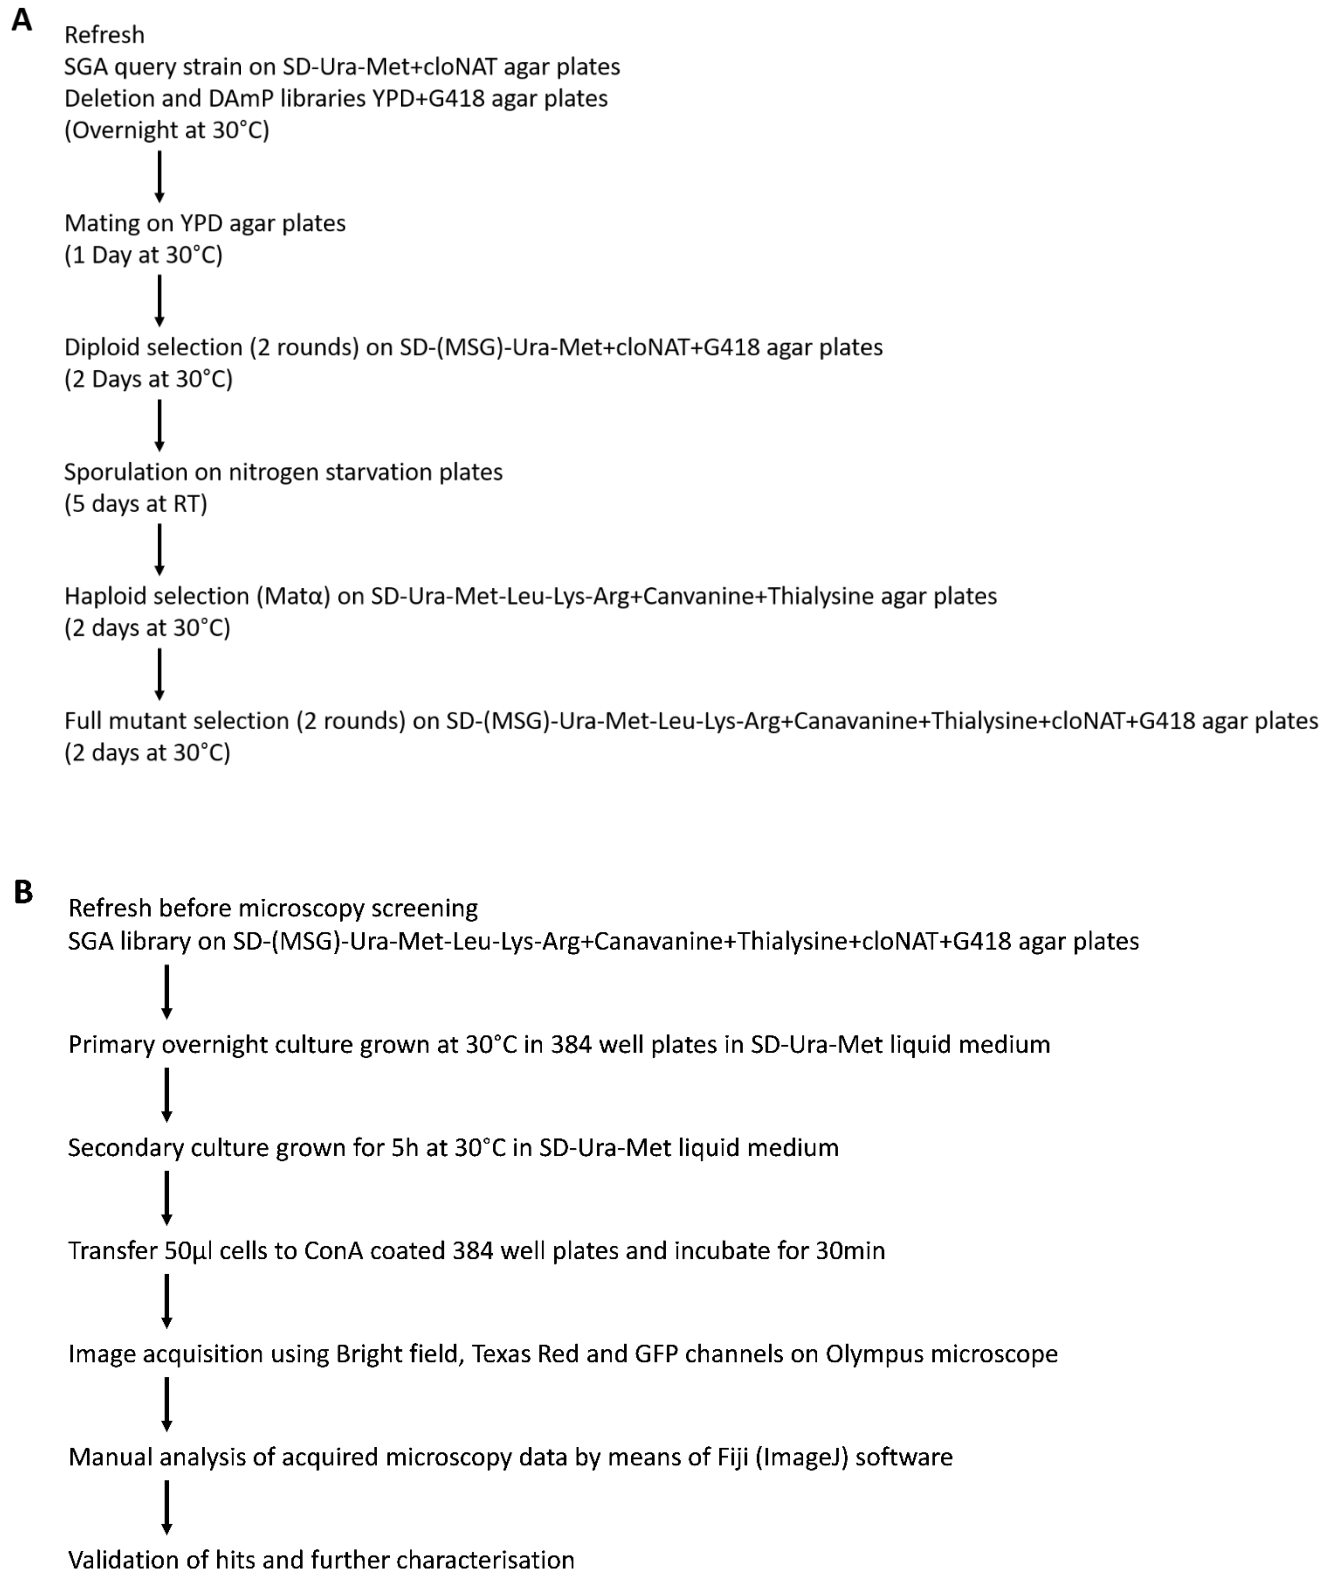 A
Refresh
SGA query strain on SD-Ura-Met+cloNAT agar plates
Deletion and DAmP libraries YPD+G418 agar plates
(Overnight at 30°C)
Mating on YPD agar plates
(1 Day at 30°C)
Diploid selection (2 rounds) on SD-(MSG)-Ura-Met+cloNAT+G418 agar plates
(2 Days at 30°C)
Sporulation on nitrogen starvation plates
(5 days at RT)
Haploid selection (Matα) on SD-Ura-Met-Leu-Lys-Arg+Canvanine+Thialysine agar plates
(2 days at 30°C)
Full mutant selection (2 rounds) on SD-(MSG)-Ura-Met-Leu-Lys-Arg+Canavanine+Thialysine+cloNAT+G418 agar plates
(2 days at 30°C)
B
Refresh before microscopy screening
SGA library on SD-(MSG)-Ura-Met-Leu-Lys-Arg+Canavanine+Thialysine+cloNAT+G418 agar plates
Primary overnight culture grown at 30°C in 384 well plates in SD-Ura-Met liquid medium
Secondary culture grown for 5h at 30°C in SD-Ura-Met liquid medium
Transfer 50µl cells to ConA coated 384 well plates and incubate for 30min
Image acquisition using Bright field, Texas Red and GFP channels on Olympus microscope
Manual analysis of acquired microscopy data by means of Fiji (ImageJ) software
Validation of hits and further characterisation